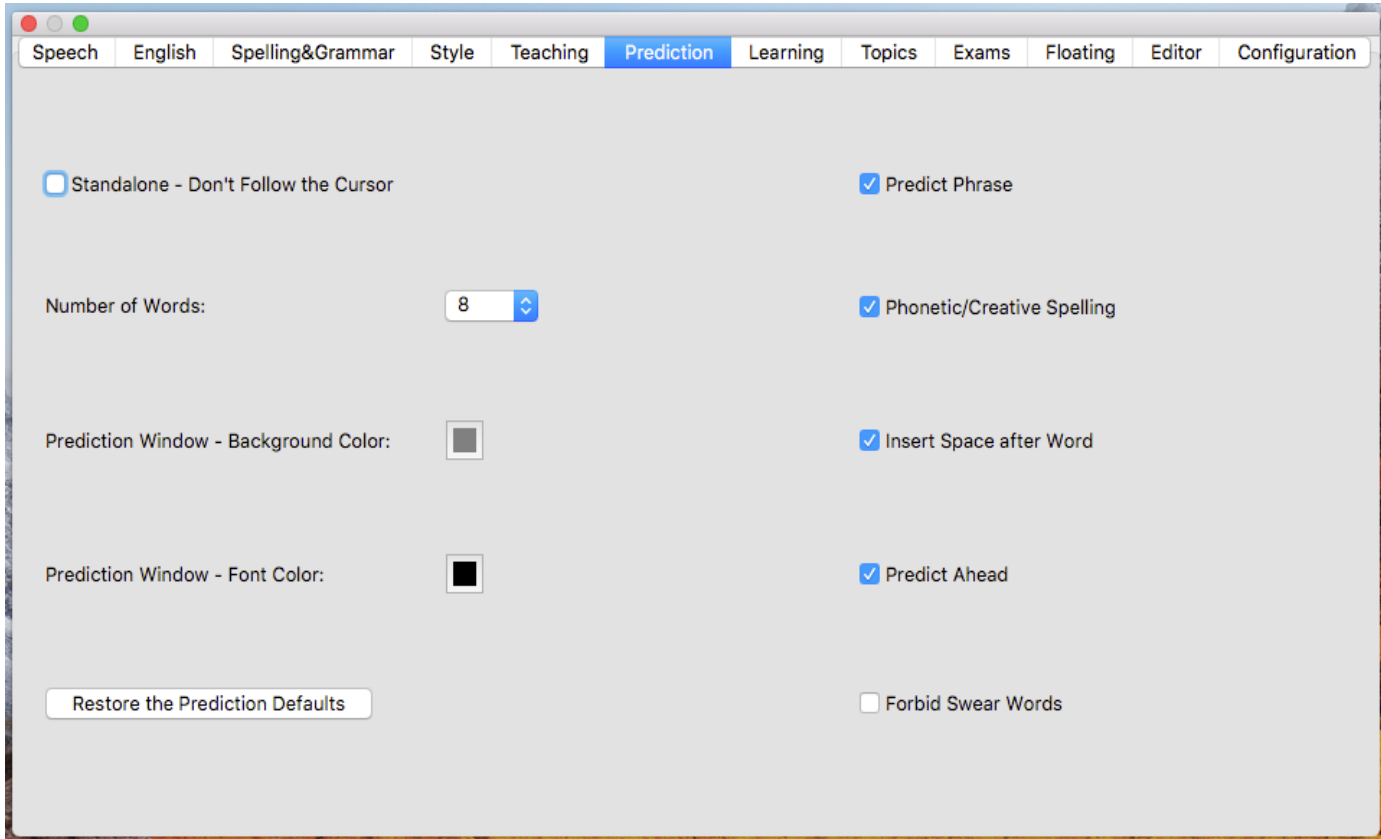 Speech English Spelling&Grammar Style Teaching Prediction Learning Topics Exams Floating Editor Configuration
Standalone - Don't Follow the Cursor
Predict Phrase
Number of Words: 8
Phonetic/Creative Spelling
Prediction Window - Background Color:
Insert Space after Word
Prediction Window - Font Color:
Predict Ahead
Restore the Prediction Defaults
Forbid Swear Words